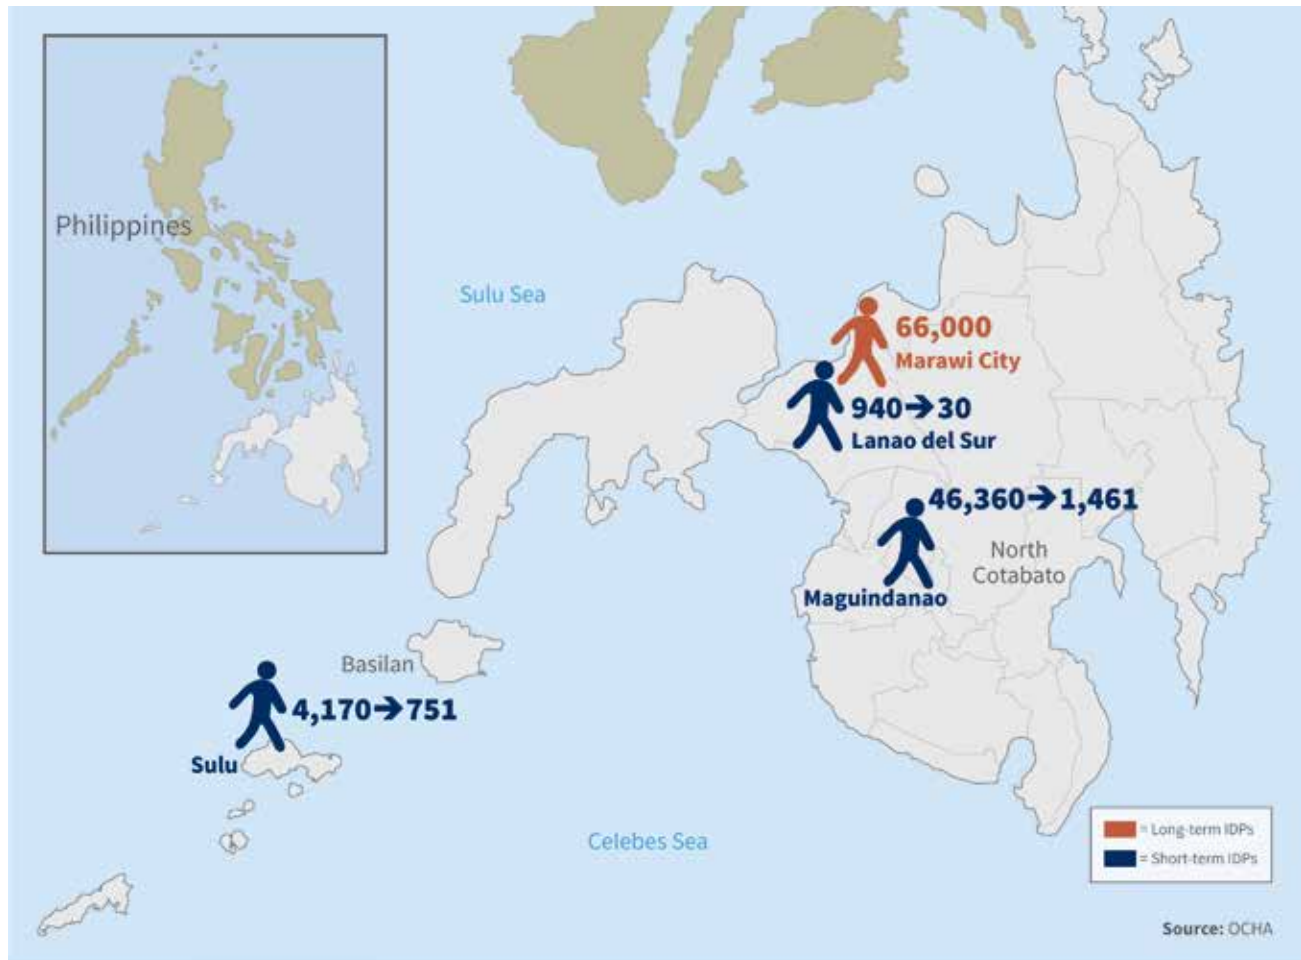 Philippines
Sulu Sea
66,000
Marawi City
940→30
Lanao del Sur
46,360→1,461
North
Cotabato
Maguindanao
Basilan
4,170→751
Sulu
Celebes Sea
= Long-term IDPs
= Short-term IDPs
Source: OCHA